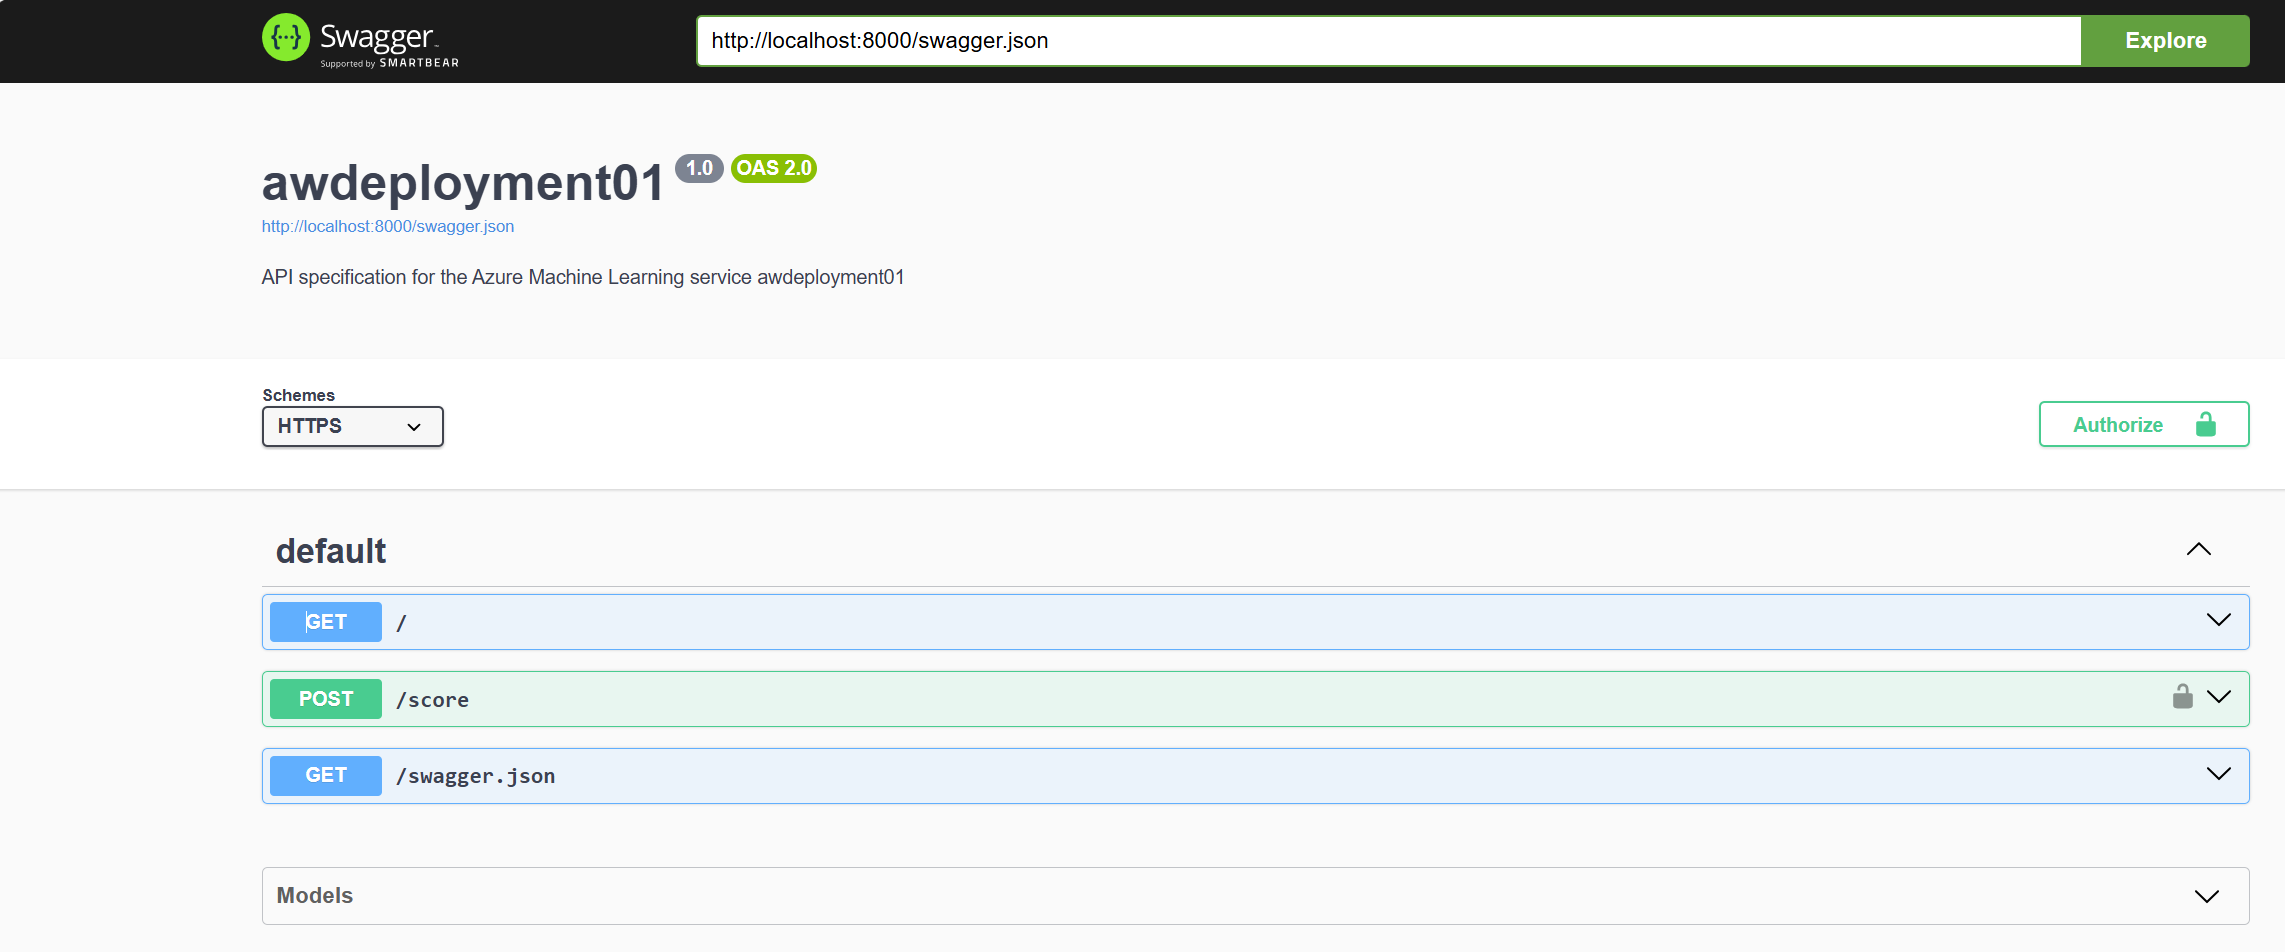 Swagger
Supported by SMARTBEAR
http://localhost:8000/swagger.json
Explore
awdeployment01 1.0 OAS 2.0
http://localhost:8000/swagger.json
API specification for the Azure Machine Learning service awdeployment01
Schemes
HTTPS
Authorize
default
GET /
POST /score
GET /swagger.json
Models